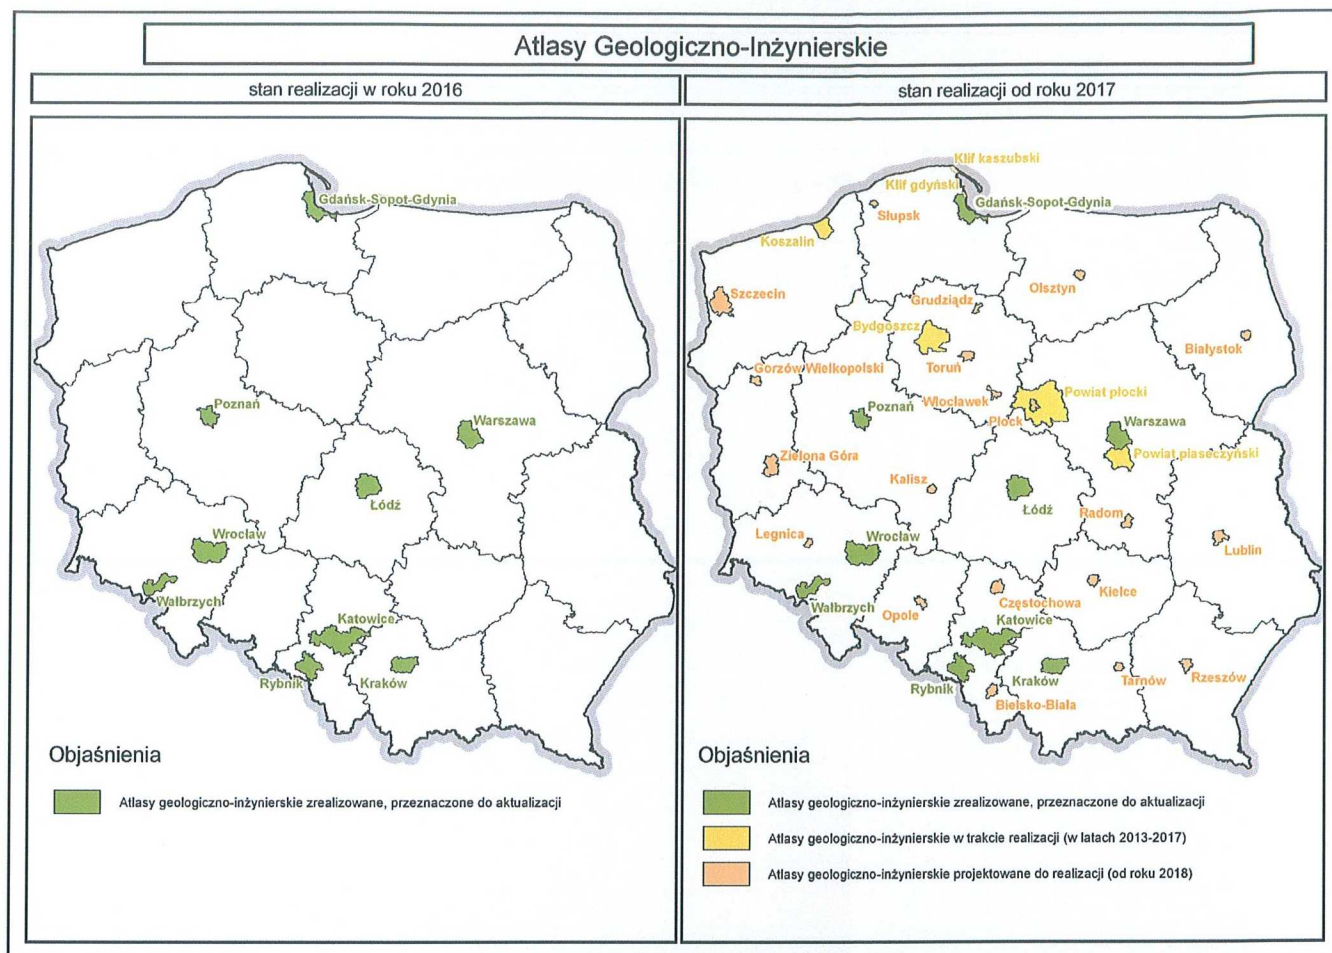 Atlasy Geologiczno-Inżynierskie
stan realizacji w roku 2016
Gdańsk-Sopot-Gdynia
Poznań
Warszawa
Łódź
Wrocław
Wałbrzych
Katowice
Rybnik
Kraków
Objaśnienia
Atlasy geologiczno-inżynierskie zrealizowane, przeznaczone do aktualizacji
stan realizacji od roku 2017
Klif kaszubski
Klif gdyński
Gdańsk-Sopot-Gdynia
Słupsk
Koszalin
Olsztyn
Szczecin
Grudziądz
Bydgoszcz
Białystok
Gorzów Wielkopolski
Toruń
Powiat płocki
Włocławek
Poznań
Płock
Warszawa
Zielona Góra
Powiat piaseczyński
Kalisz
Łódź
Radom
Legnica
Wrocław
Lublin
Wałbrzych
Opole
Częstochowa
Kielce
Katowice
Rybnik
Kraków
Tarnów
Rzeszów
Bielsko-Biała
Objaśnienia
Atlasy geologiczno-inżynierskie zrealizowane, przeznaczone do aktualizacji
Atlasy geologiczno-inżynierskie w trakcie realizacji (w latach 2013-2017)
Atlasy geologiczno-inżynierskie projektowane do realizacji (od roku 2018)